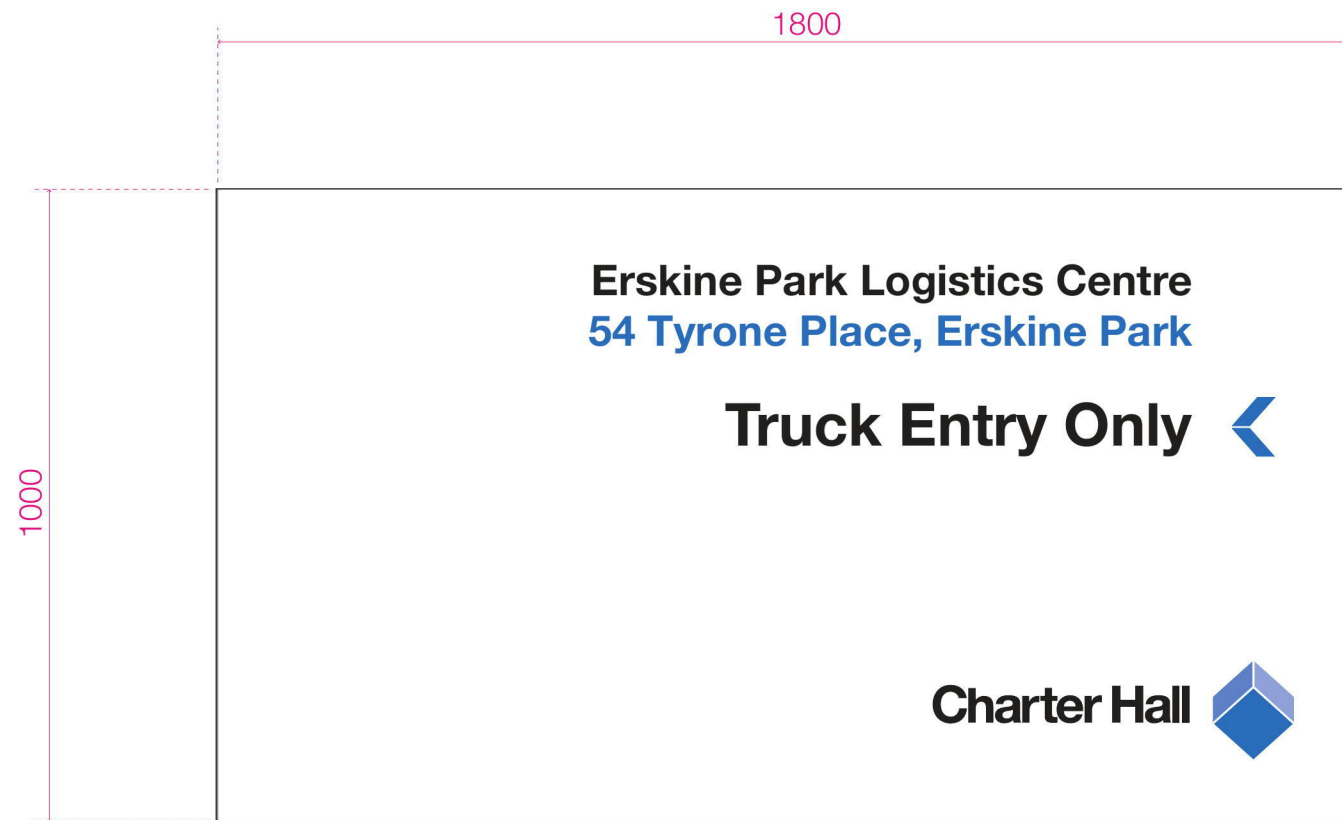 1800
Erskine Park Logistics Centre
54 Tyrone Place, Erskine Park
Truck Entry Only
1000
Charter Hall